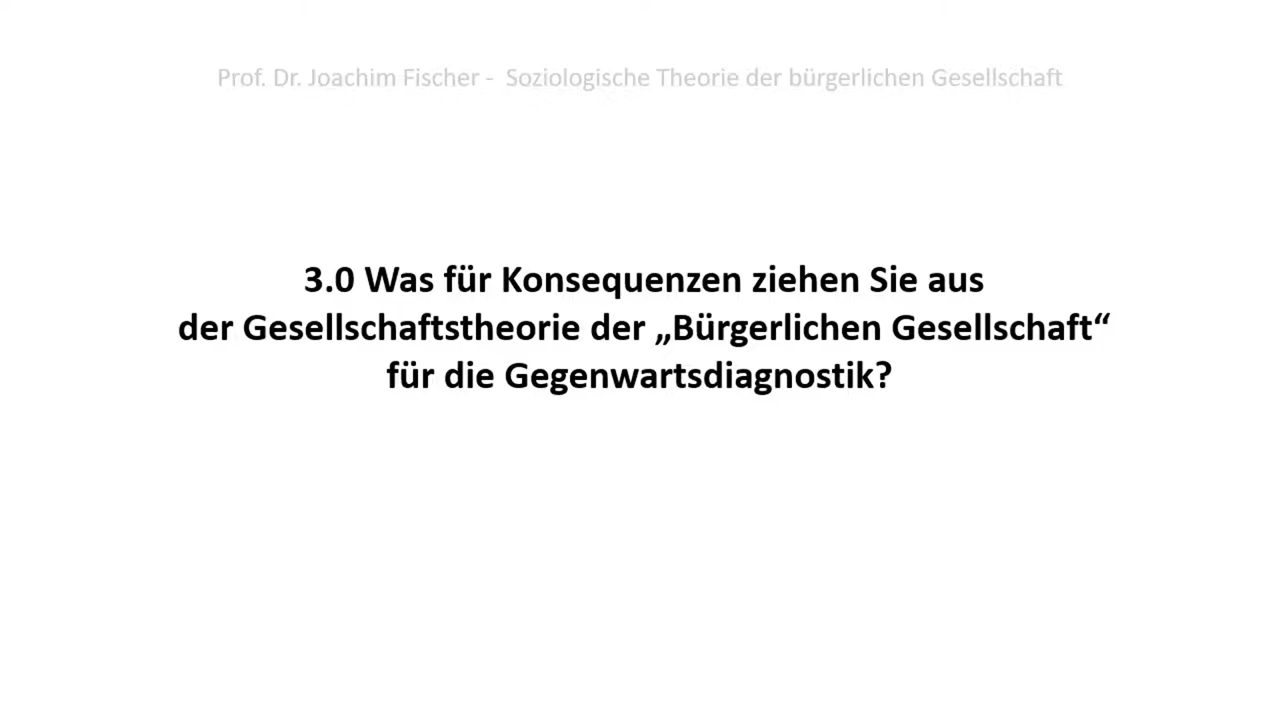 Prof. Dr. Joachim Fischer - Soziologische Theorie der bürgerlichen Gesellschaft
3.0 Was für Konsequenzen ziehen Sie aus
der Gesellschaftstheorie der „Bürgerlichen Gesellschaft“
für die Gegenwartsdiagnostik?